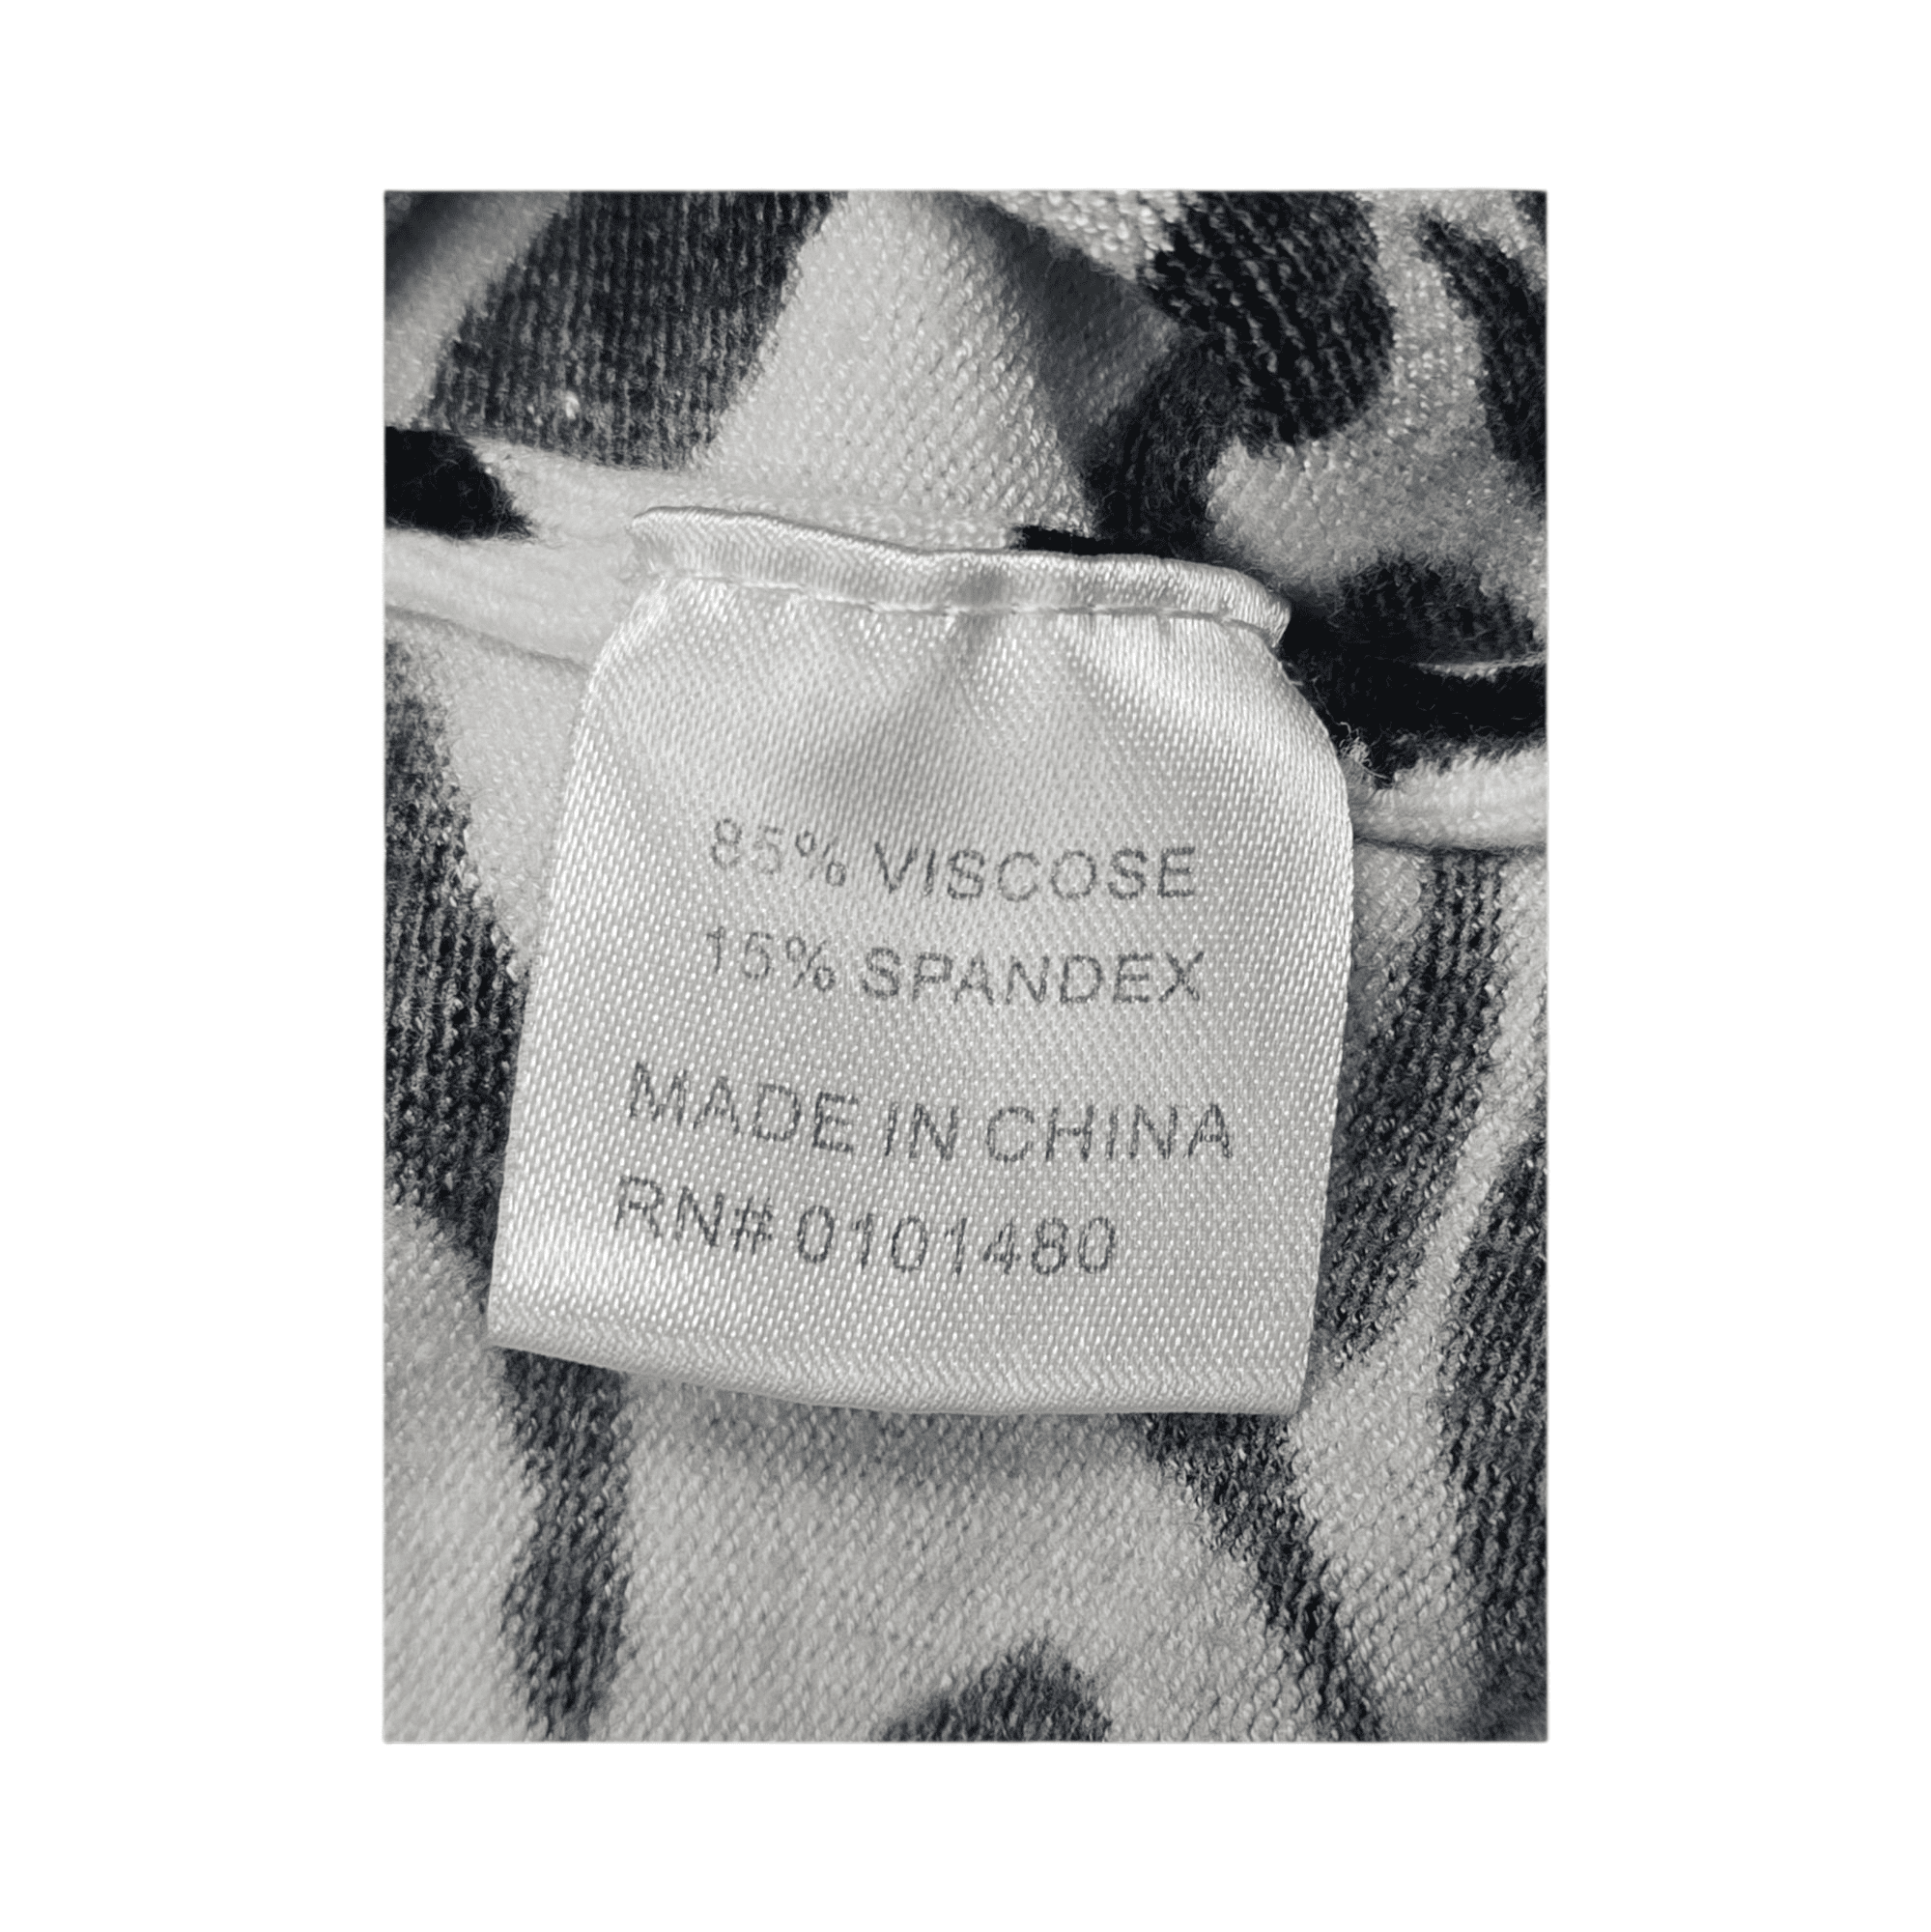 85% VISCOSE
15% SPANDEX
MADE IN CHINA
RN# 0101480